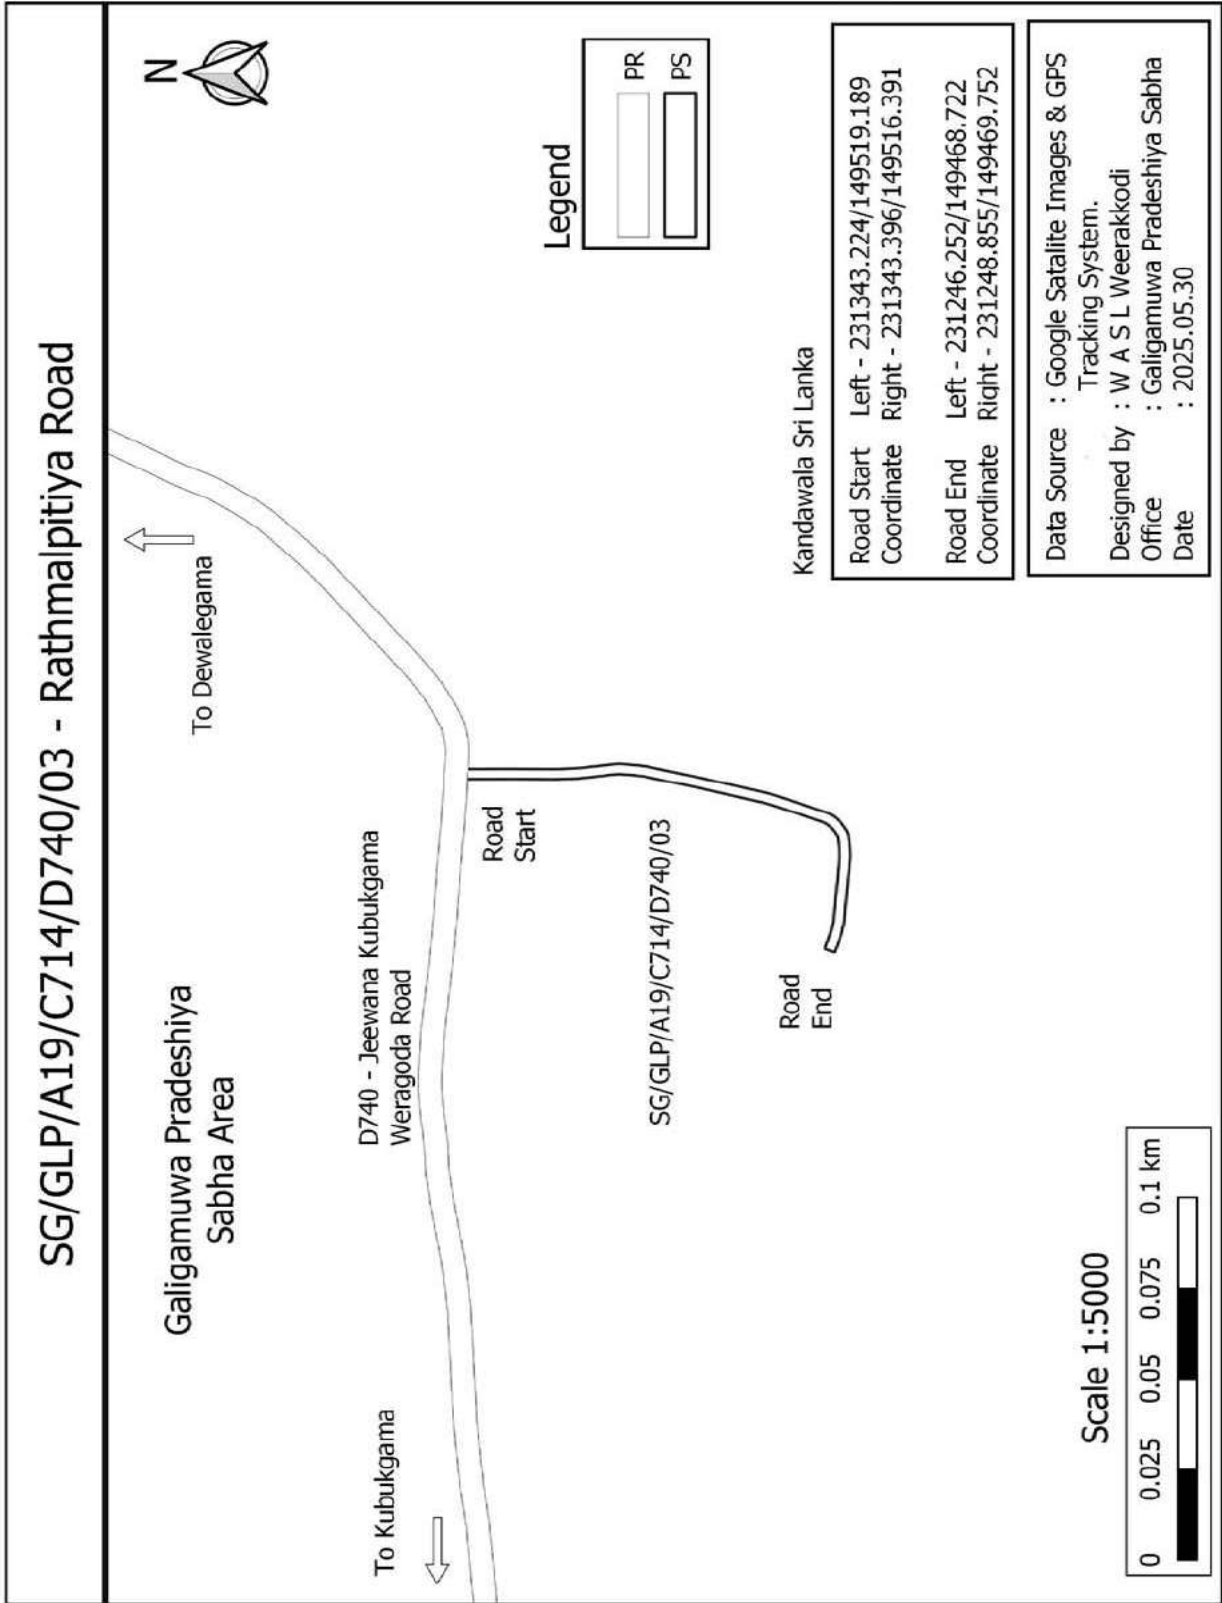 SG/GLP/A19/C714/D740/03 - Rathmalpitiya Road
N
Galigamuwa Pradeshiya
Sabha Area
To Dewalegama
D740 - Jeewana Kubukgama
Weragoda Road
To Kubukgama
Road
Start
SG/GLP/A19/C714/D740/03
Road
End
Legend
PR
PS
Kandawala Sri Lanka
Road Start Left - 231343.224/149519.189
Coordinate Right - 231343.396/149516.391
Road End Left - 231246.252/149468.722
Coordinate Right - 231248.855/149469.752
Data Source : Google Satalite Images & GPS
Tracking System.
Designed by : W A S L Weerakkodi
Office : Galigamuwa Pradeshiya Sabha
Date : 2025.05.30
Scale 1:5000
0 0.025 0.05 0.075 0.1 km